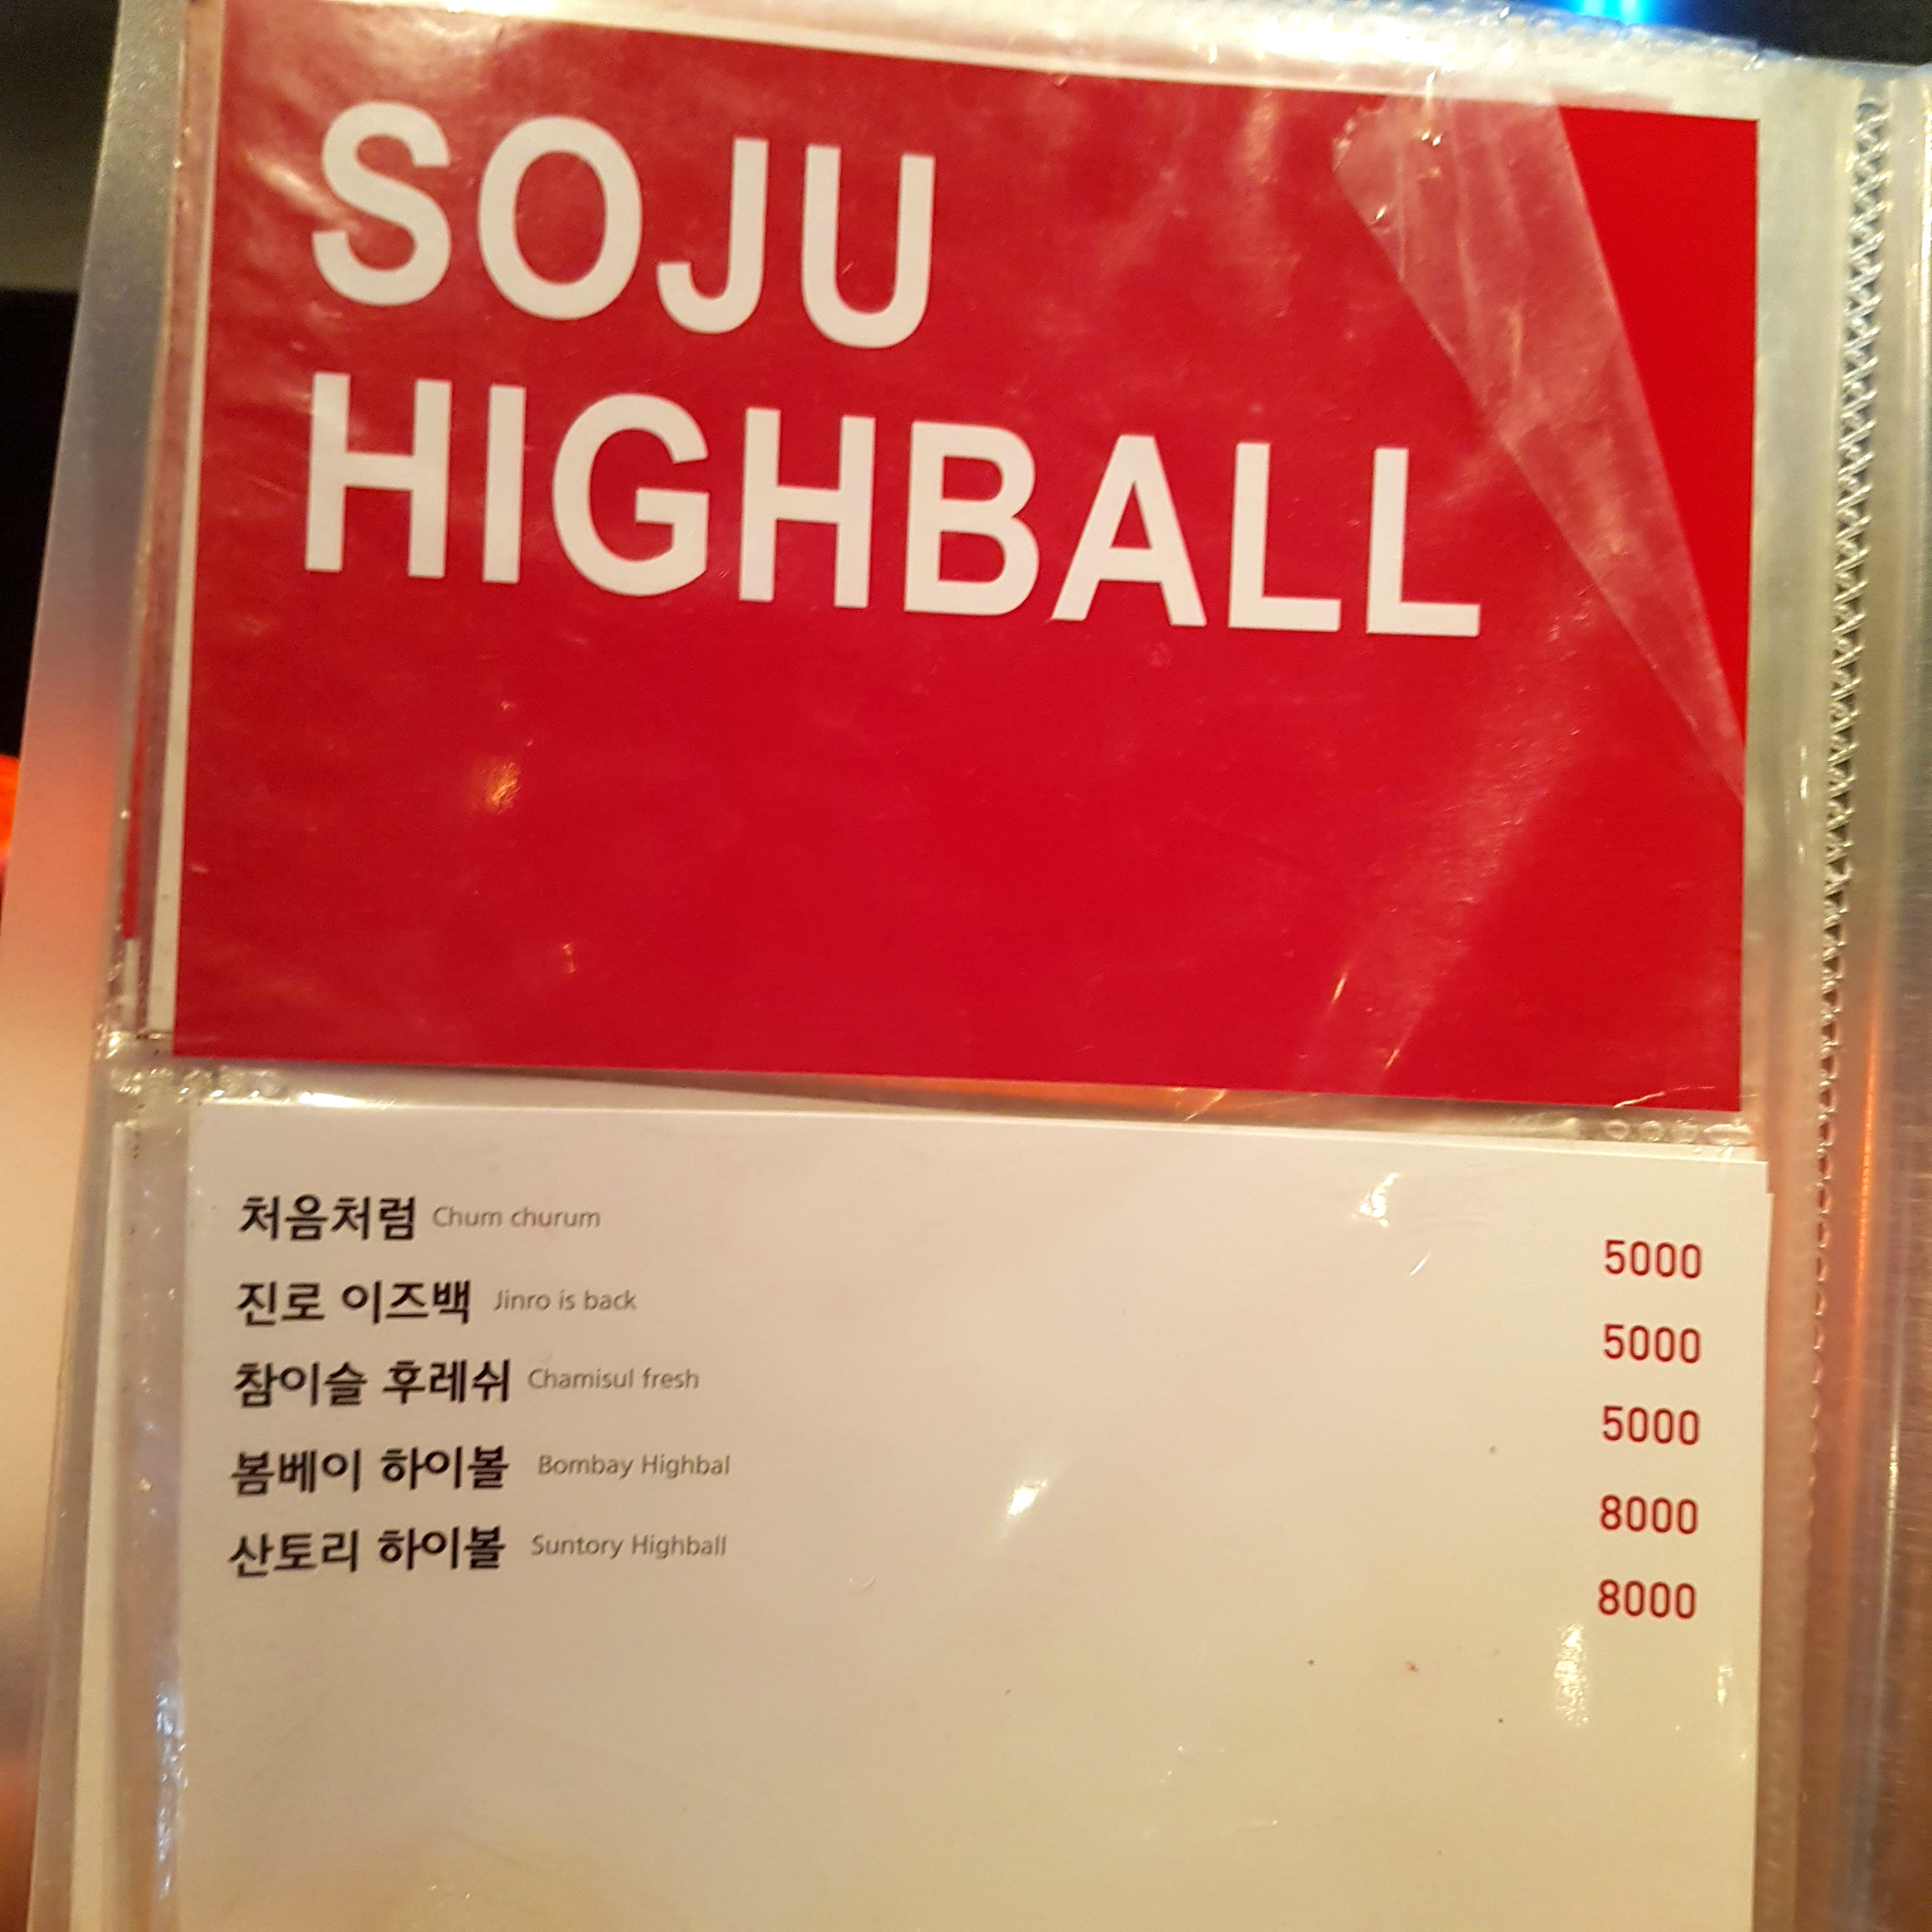 SOJU
HIGHBALL
처음처럼 Chum churum 5000
진로 이즈백 Jinro is back 5000
참이슬 후레쉬 Chamisul fresh 5000
봄베이 하이볼 Bombay Highbal 8000
산토리 하이볼 Suntory Highball 8000